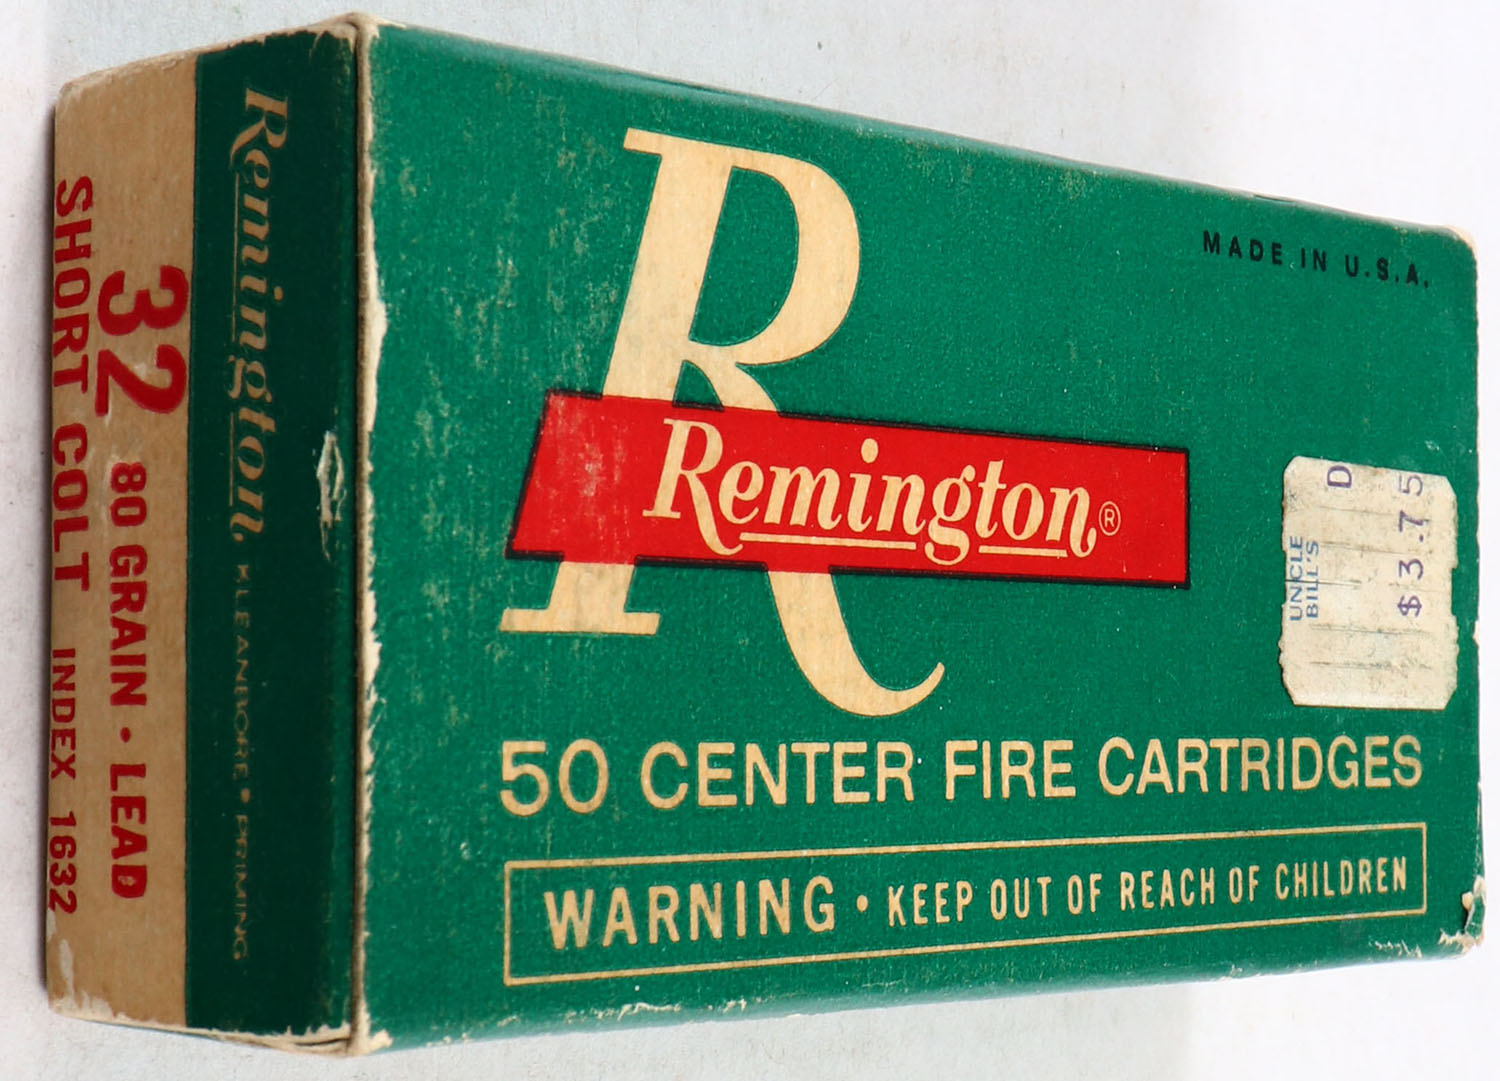 MADE IN U.S.A.
R
Remington®
UNCLE
BILL'S
D
$3.75
50 CENTER FIRE CARTRIDGES
WARNING • KEEP OUT OF REACH OF CHILDREN
Remington. KLEANBORE® PRIMING
32 80 GRAIN • LEAD
SHORT COLT INDEX 1632